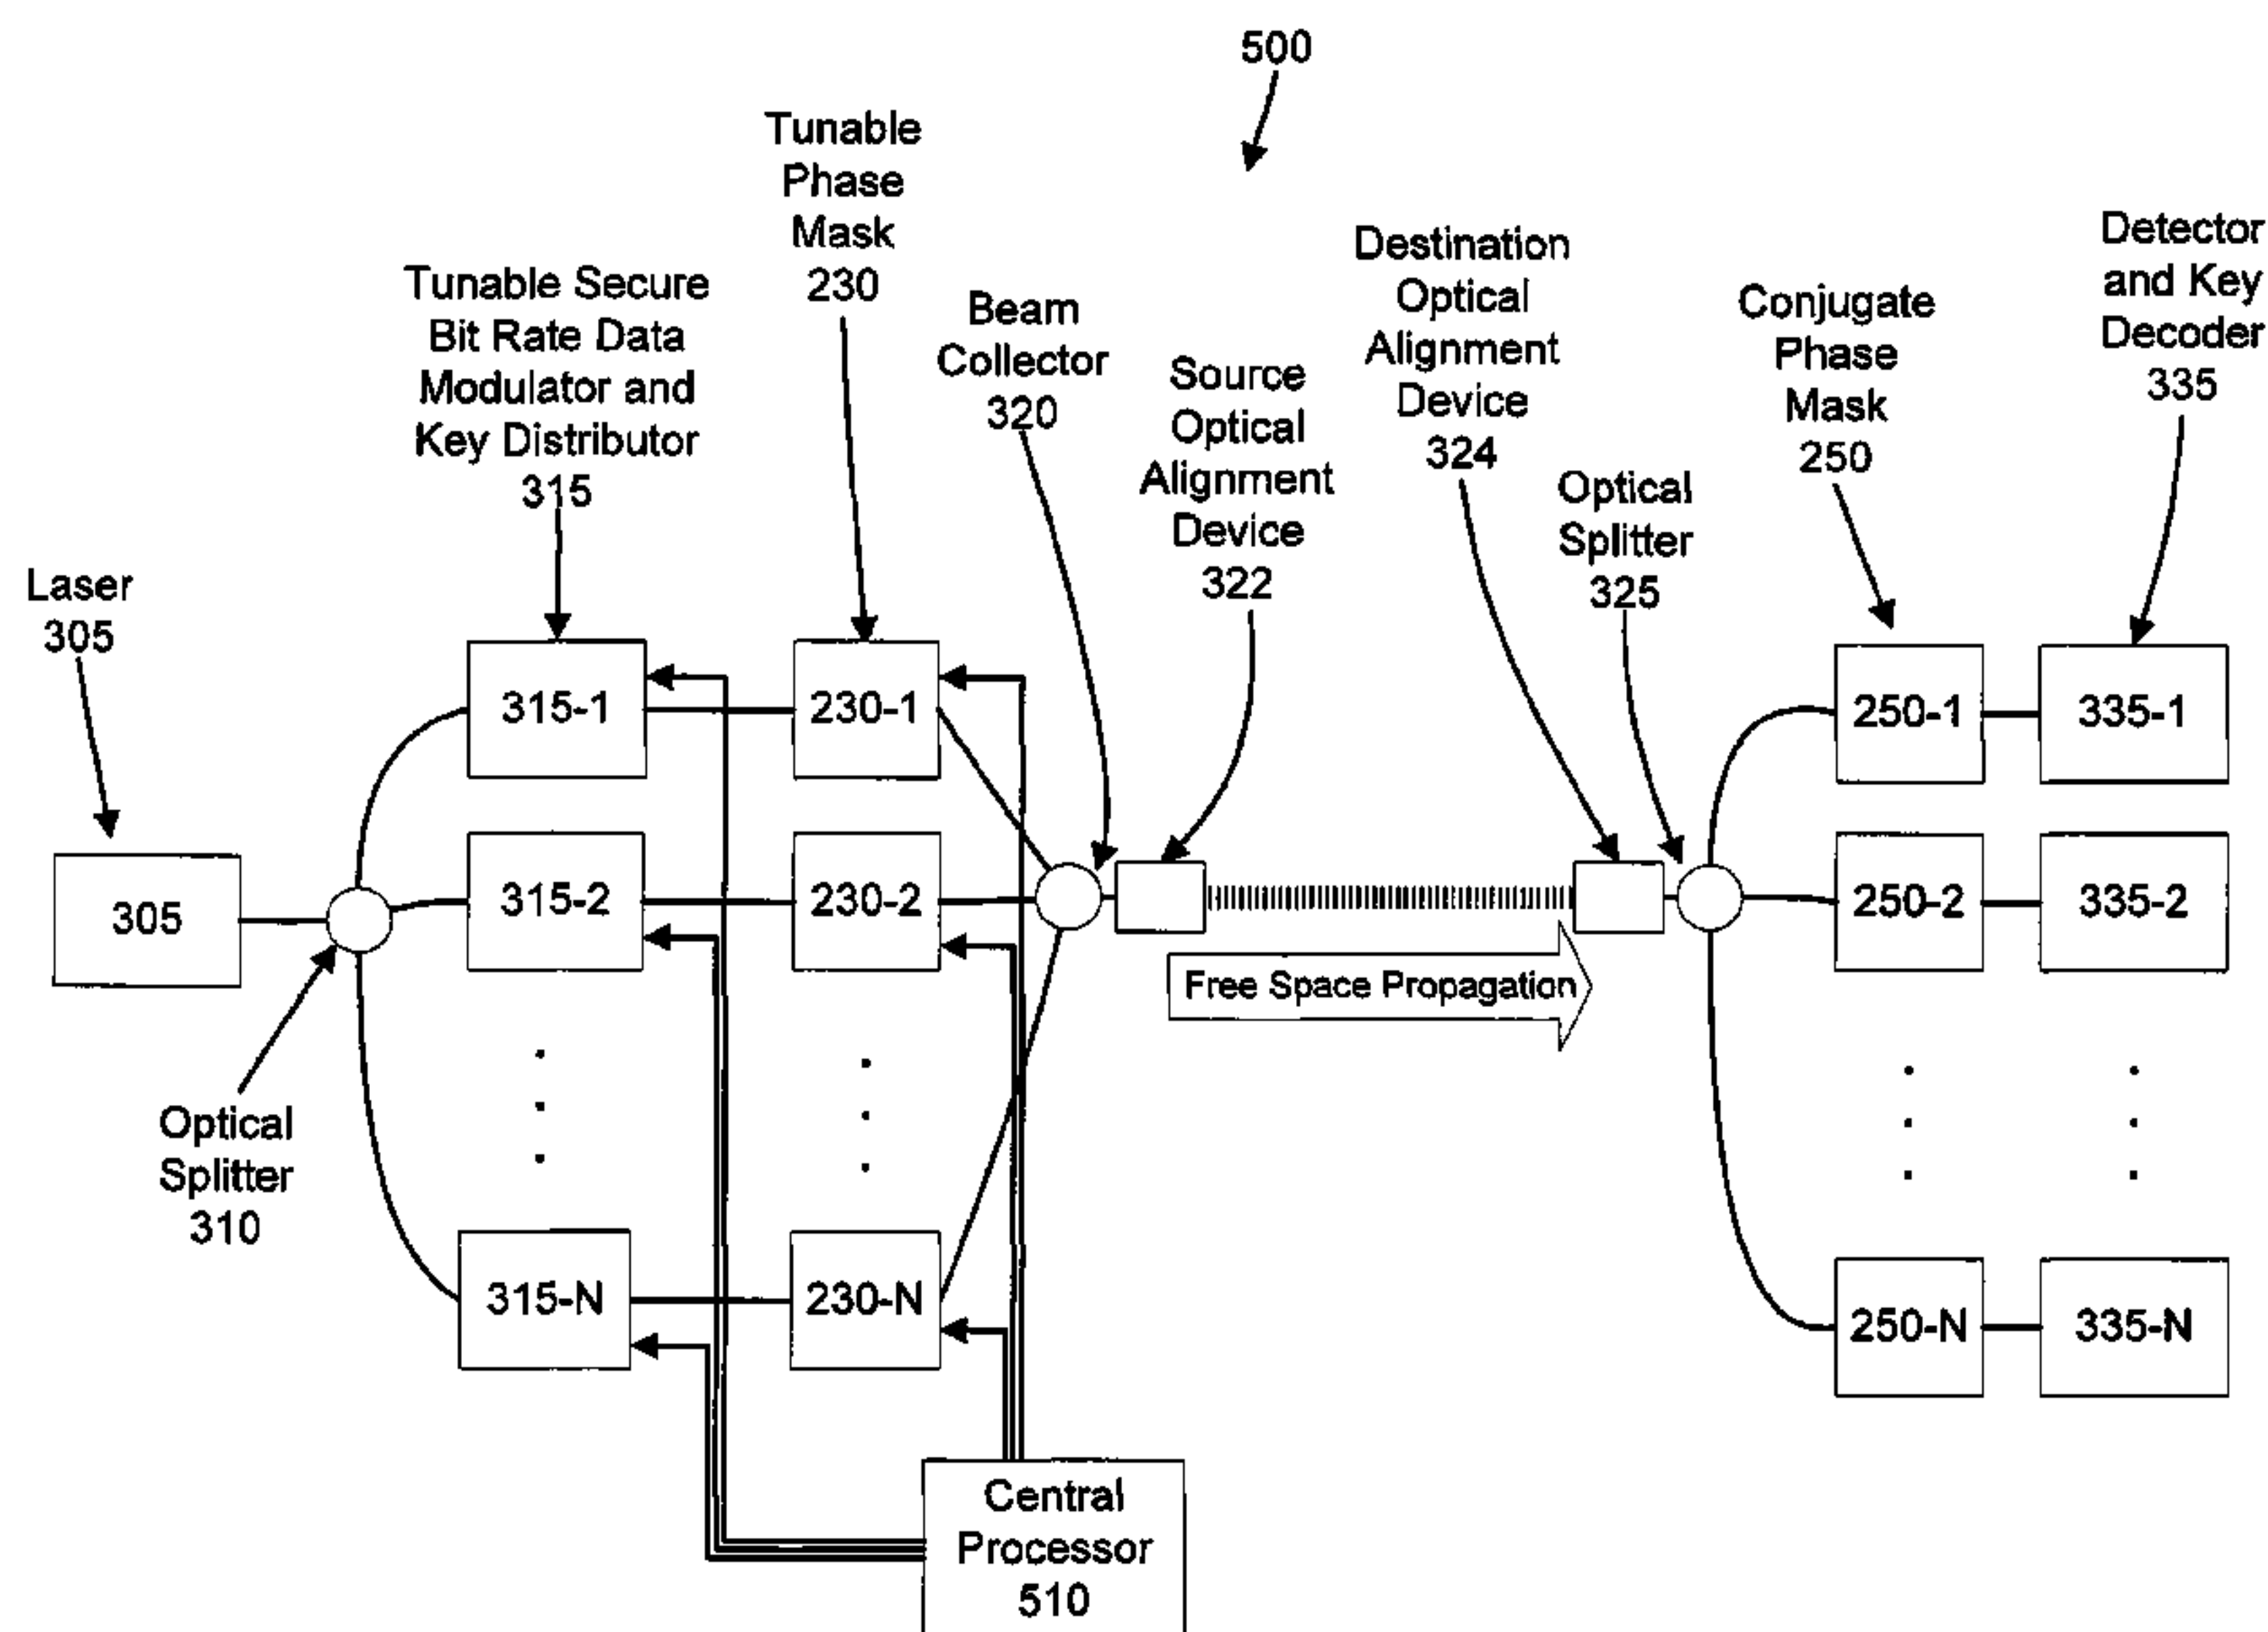 500
Tunable
Phase
Mask
230
Tunable Secure
Bit Rate Data
Modulator and
Key Distributor
315
Beam
Collector
320
Source
Optical
Alignment
Device
322
Destination
Optical
Alignment
Device
324
Optical
Splitter
325
Conjugate
Phase
Mask
250
Detector
and Key
Decoder
335
Laser
305
315-1
230-1
250-1
335-1
305
315-2
230-2
250-2
335-2
Free Space Propagation
Optical
Splitter
310
315-N
230-N
250-N
335-N
Central
Processor
510